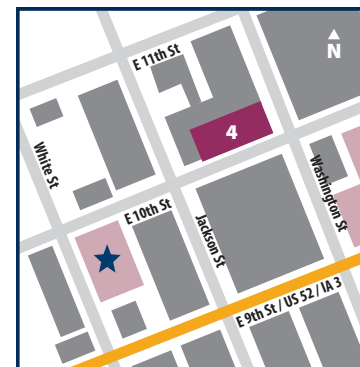 E 11th St
N
4
White St
Washington St
E 10th St
Jackson St
E 9th St / US 52 / IA 3